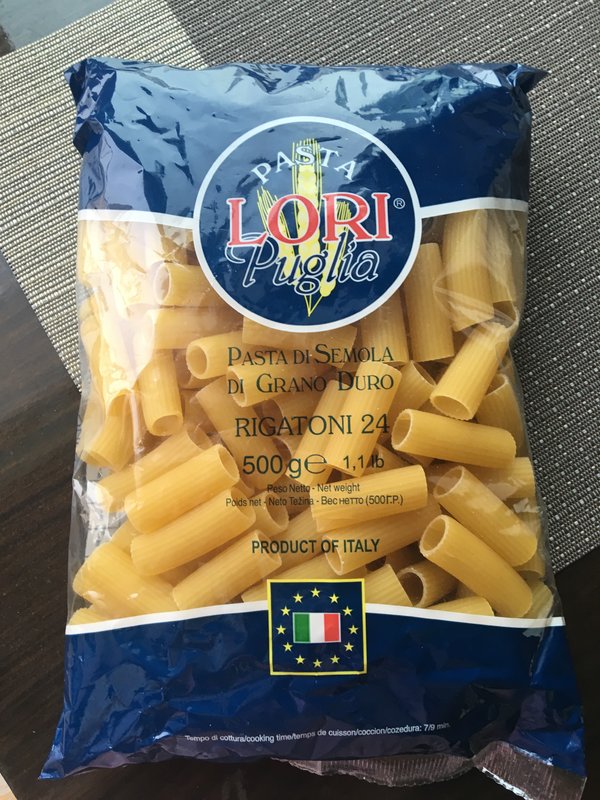 PASTA
LORI®
Puglia
PASTA DI SEMOLA
DI GRANO DURO
RIGATONI 24
500 g℮ 1,1 lb
Peso Netto - Net weight
Poids net - Neto Težina - Вес нетто (500Г.Р.)
PRODUCT OF ITALY
Tempo di cottura/cooking time/temps de cuisson/coccion/cozedura: 7/9 min.